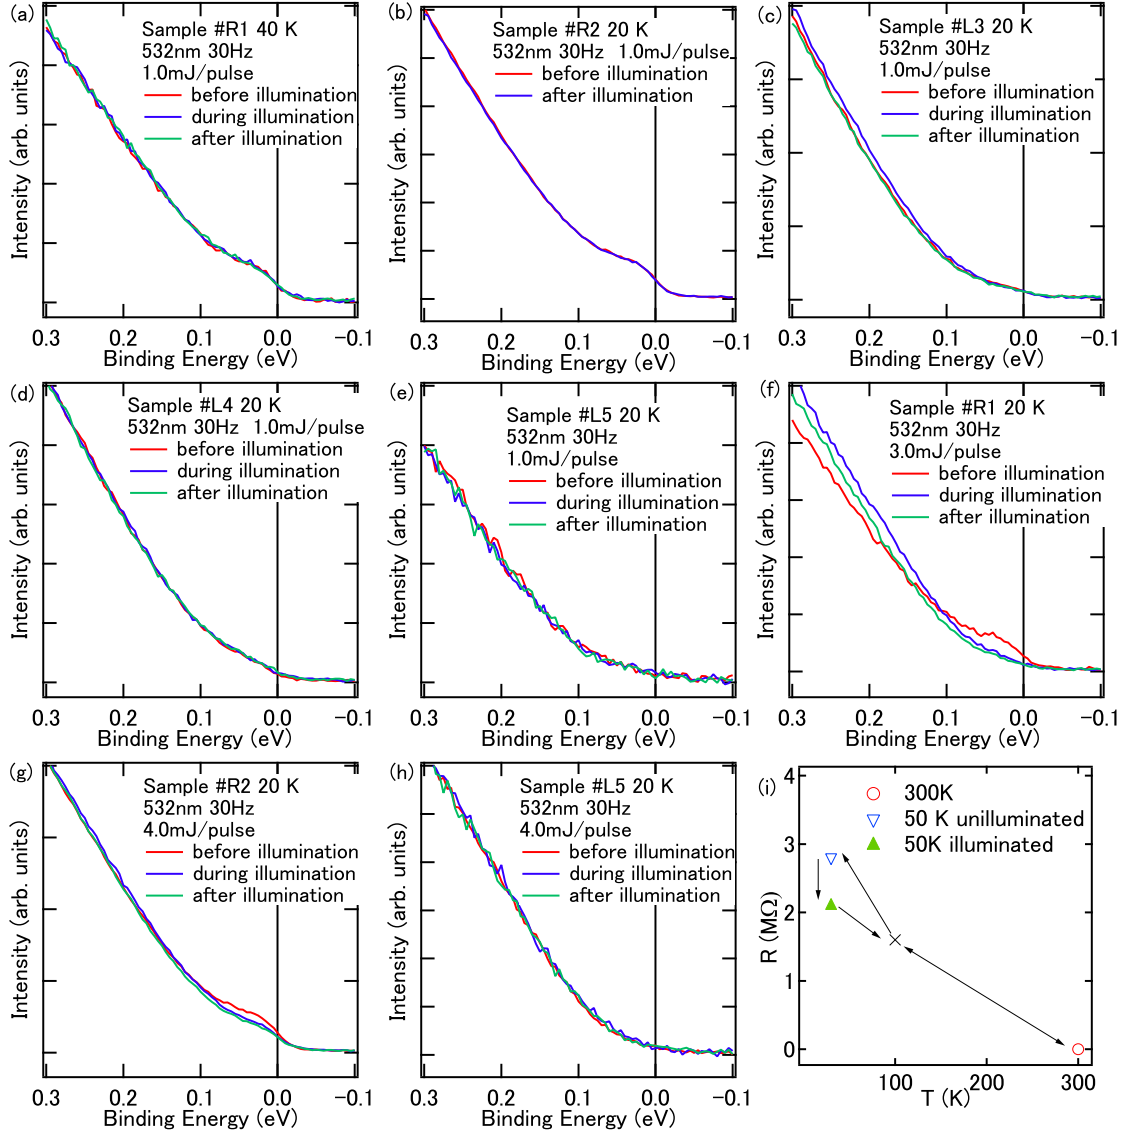 (a)
Sample #R1 40 K
532nm 30Hz
1.0mJ/pulse
before illumination
during illumination
after illumination
Intensity (arb. units)
0.3 0.2 0.1 0.0 −0.1
Binding Energy (eV)
(b)
Sample #R2 20 K
532nm 30Hz 1.0mJ/pulse
before illumination
after illumination
Intensity (arb. units)
0.3 0.2 0.1 0.0 −0.1
Binding Energy (eV)
(c)
Sample #L3 20 K
532nm 30Hz
1.0mJ/pulse
before illumination
during illumination
after illumination
Intensity (arb. units)
0.3 0.2 0.1 0.0 −0.1
Binding Energy (eV)
(d)
Sample #L4 20 K
532nm 30Hz 1.0mJ/pulse
before illumination
during illumination
after illumination
Intensity (arb. units)
0.3 0.2 0.1 0.0 −0.1
Binding Energy (eV)
(e)
Sample #L5 20 K
532nm 30Hz
1.0mJ/pulse
before illumination
during illumination
after illumination
Intensity (arb. units)
0.3 0.2 0.1 0.0 −0.1
Binding Energy (eV)
(f)
Sample #R1 20 K
532nm 30Hz
3.0mJ/pulse
before illumination
during illumination
after illumination
Intensity (arb. units)
0.3 0.2 0.1 0.0 −0.1
Binding Energy (eV)
(g)
Sample #R2 20 K
532nm 30Hz
4.0mJ/pulse
before illumination
during illumination
after illumination
Intensity (arb. units)
0.3 0.2 0.1 0.0 −0.1
Binding Energy (eV)
(h)
Sample #L5 20 K
532nm 30Hz
4.0mJ/pulse
before illumination
during illumination
after illumination
Intensity (arb. units)
0.3 0.2 0.1 0.0 −0.1
Binding Energy (eV)
(i)
300K
50 K unilluminated
50K illuminated
R (MΩ)
4
3
2
1
0
100 200 300
T (K)